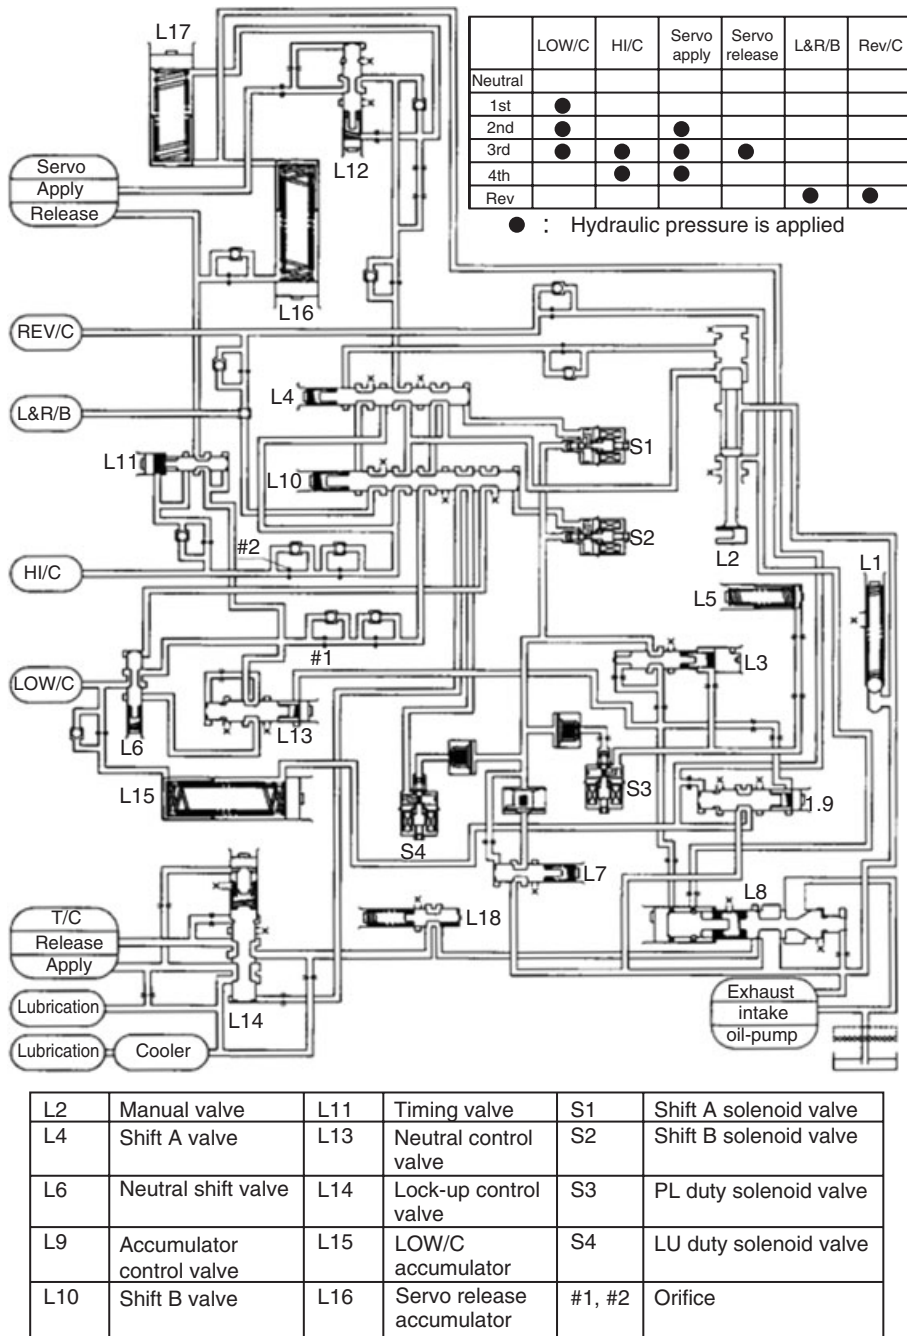 L17
LOW/C HI/C Servo apply Servo release L&R/B Rev/C
Neutral
1st
2nd
3rd
4th
Rev
● : Hydraulic pressure is applied
L12
Servo
Apply
Release
L16
REV/C
L4
L&R/B
S1
L11
L10
S2
L2
#2
HI/C
L1
L5
#1
L3
LOW/C
L6
L13
L15
S3
1.9
S4
L7
L8
T/C
Release
Apply
L18
Lubrication
L14
Exhaust
intake
oil-pump
Lubrication
Cooler
L2 Manual valve L11 Timing valve S1 Shift A solenoid valve
L4 Shift A valve L13 Neutral control valve S2 Shift B solenoid valve
L6 Neutral shift valve L14 Lock-up control valve S3 PL duty solenoid valve
L9 Accumulator control valve L15 LOW/C accumulator S4 LU duty solenoid valve
L10 Shift B valve L16 Servo release accumulator #1, #2 Orifice